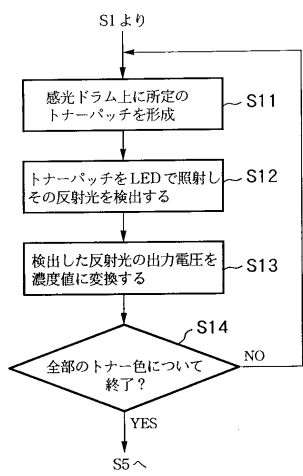 S1より
感光ドラム上に所定の
トナーパッチを形成
S11
トナーパッチをLEDで照射し
その反射光を検出する
S12
検出した反射光の出力電圧を
濃度値に変換する
S13
S14
全部のトナー色について
終了？
NO
YES
S5へ